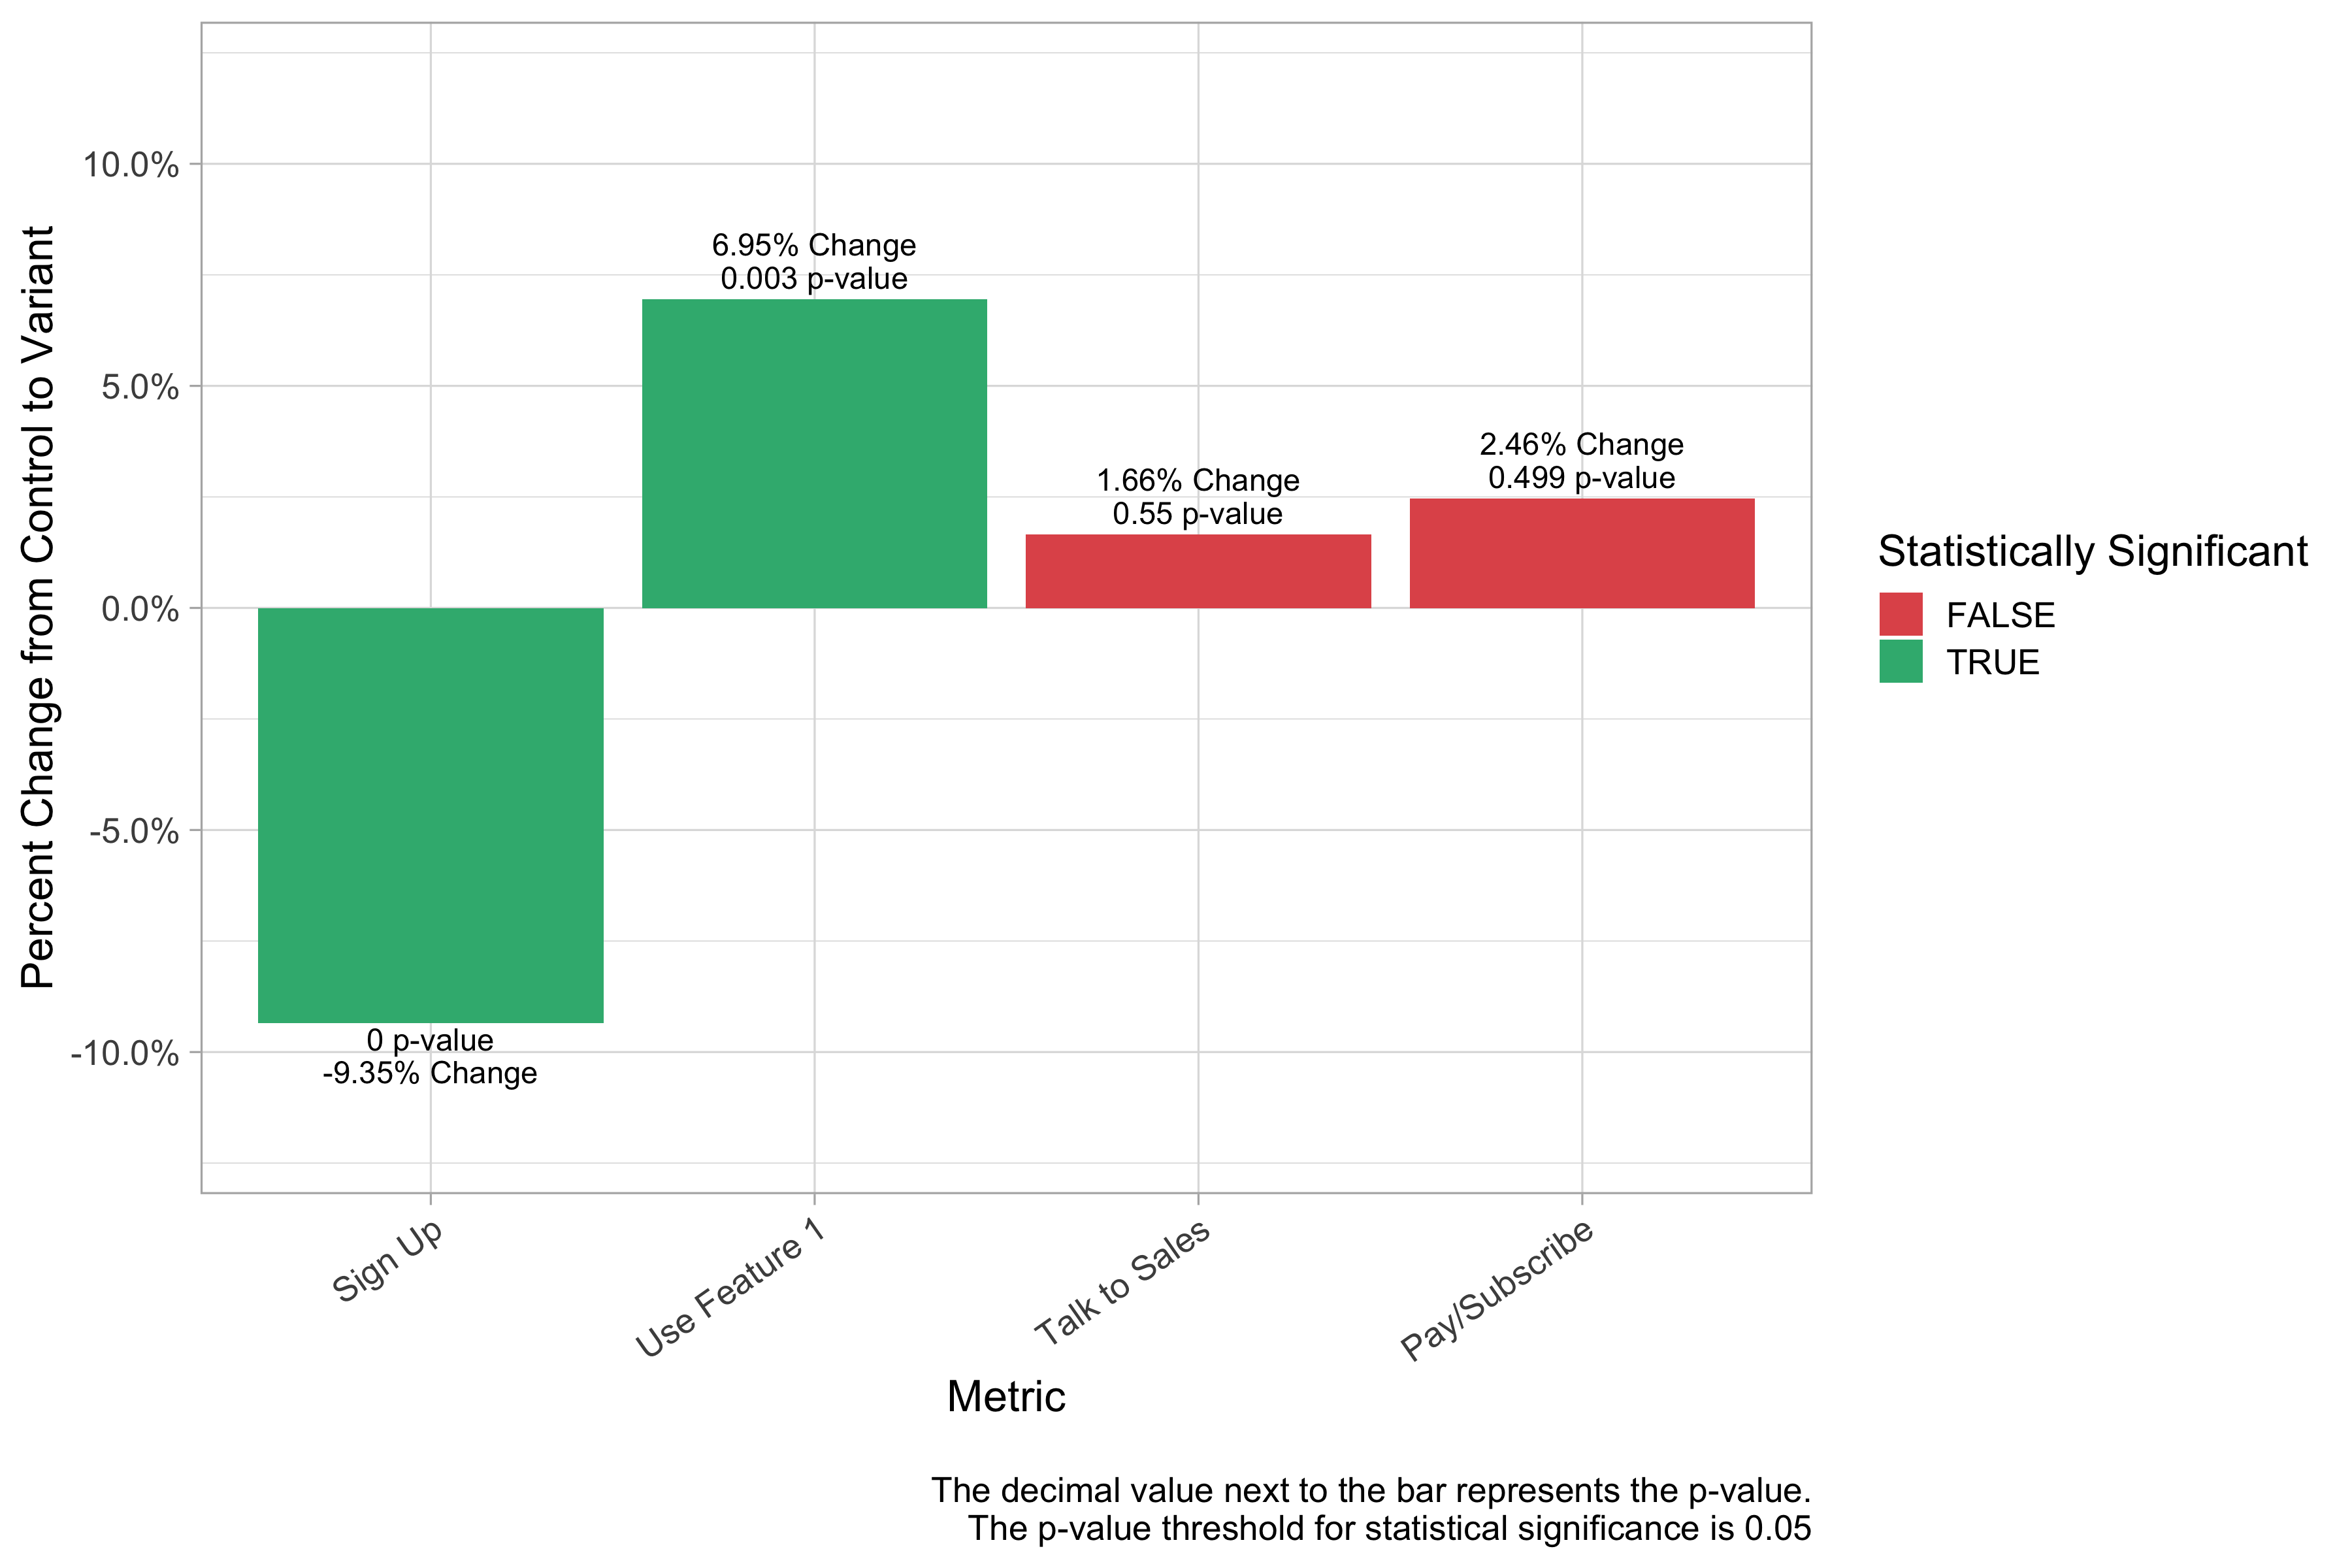 Percent Change from Control to Variant
10.0%
5.0%
0.0%
-5.0%
-10.0%
6.95% Change
0.003 p-value
1.66% Change
0.55 p-value
2.46% Change
0.499 p-value
0 p-value
-9.35% Change
Sign Up
Use Feature 1
Talk to Sales
Pay/Subscribe
Metric
Statistically Significant
FALSE
TRUE
The decimal value next to the bar represents the p-value.
The p-value threshold for statistical significance is 0.05